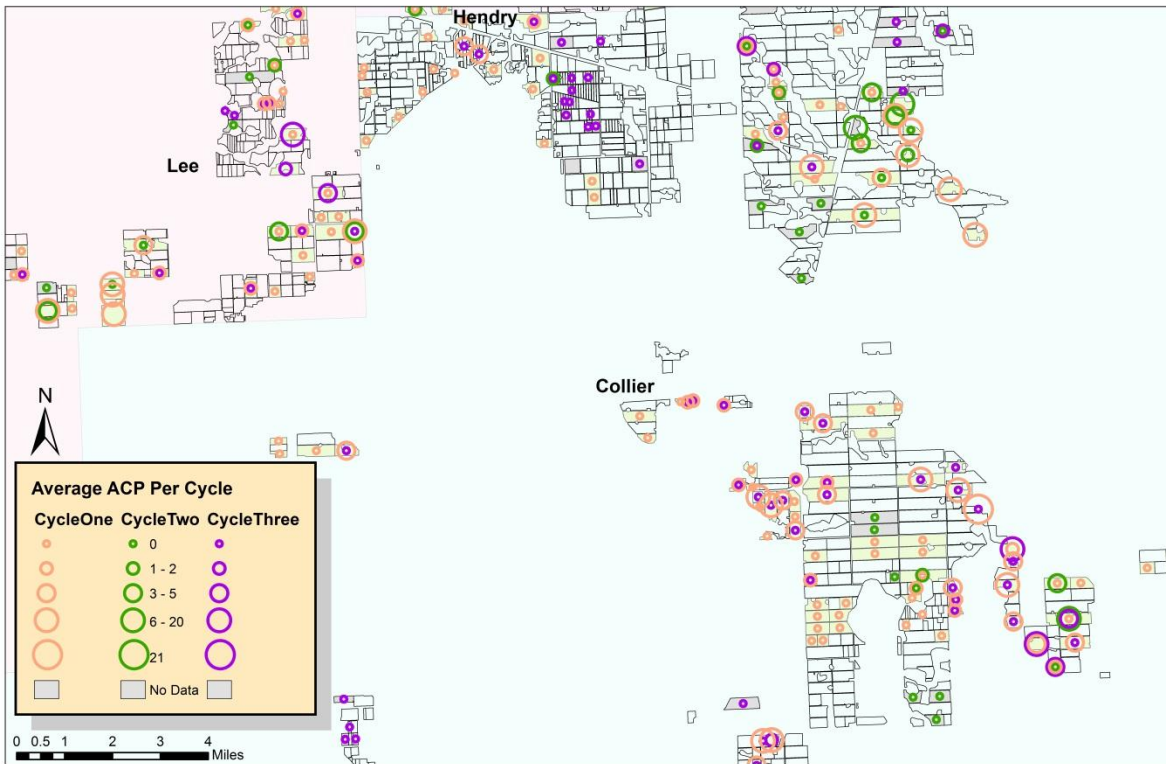 Hendry
Lee
Collier
N
Average ACP Per Cycle
CycleOne CycleTwo CycleThree
0
1 - 2
3 - 5
6 - 20
21
No Data
0 0.5 1 2 3 4
Miles